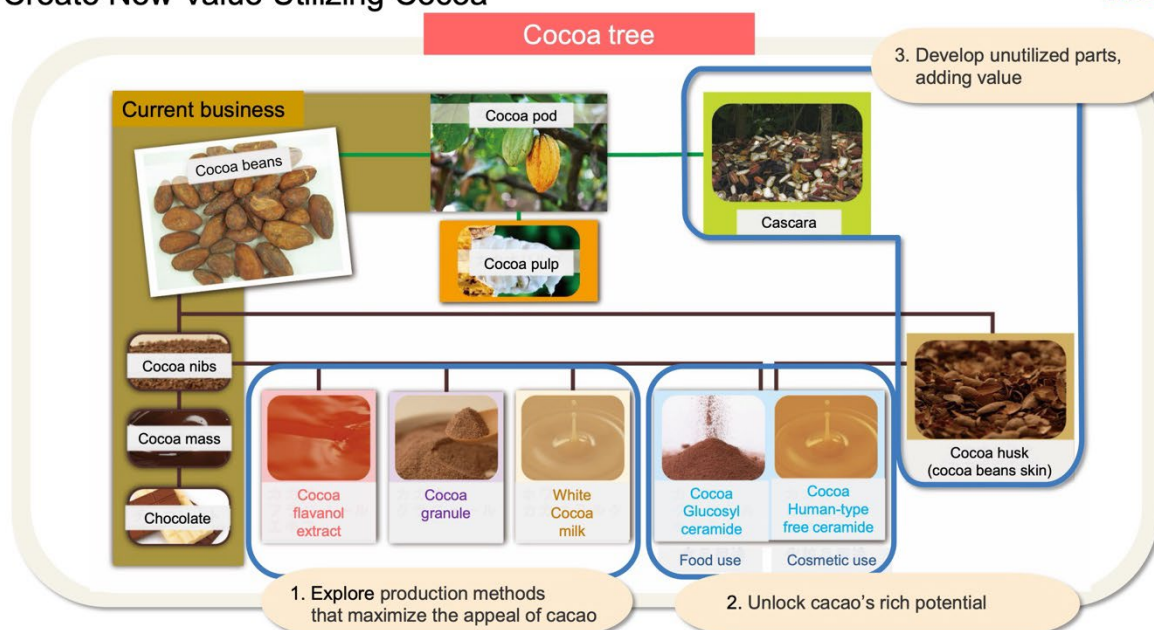 Create New Value Utilizing Cocoa
Cocoa tree
3. Develop unutilized parts,
adding value
Current business
Cocoa beans
Cocoa pod
Cascara
Cocoa pulp
Cocoa nibs
Cocoa mass
Chocolate
Cocoa
flavanol
extract
Cocoa
granule
White
Cocoa
milk
Cocoa
Glucosyl
ceramide
Food use
Cocoa
Human-type
free ceramide
Cosmetic use
Cocoa husk
(cocoa beans skin)
1. Explore production methods
that maximize the appeal of cacao
2. Unlock cacao’s rich potential